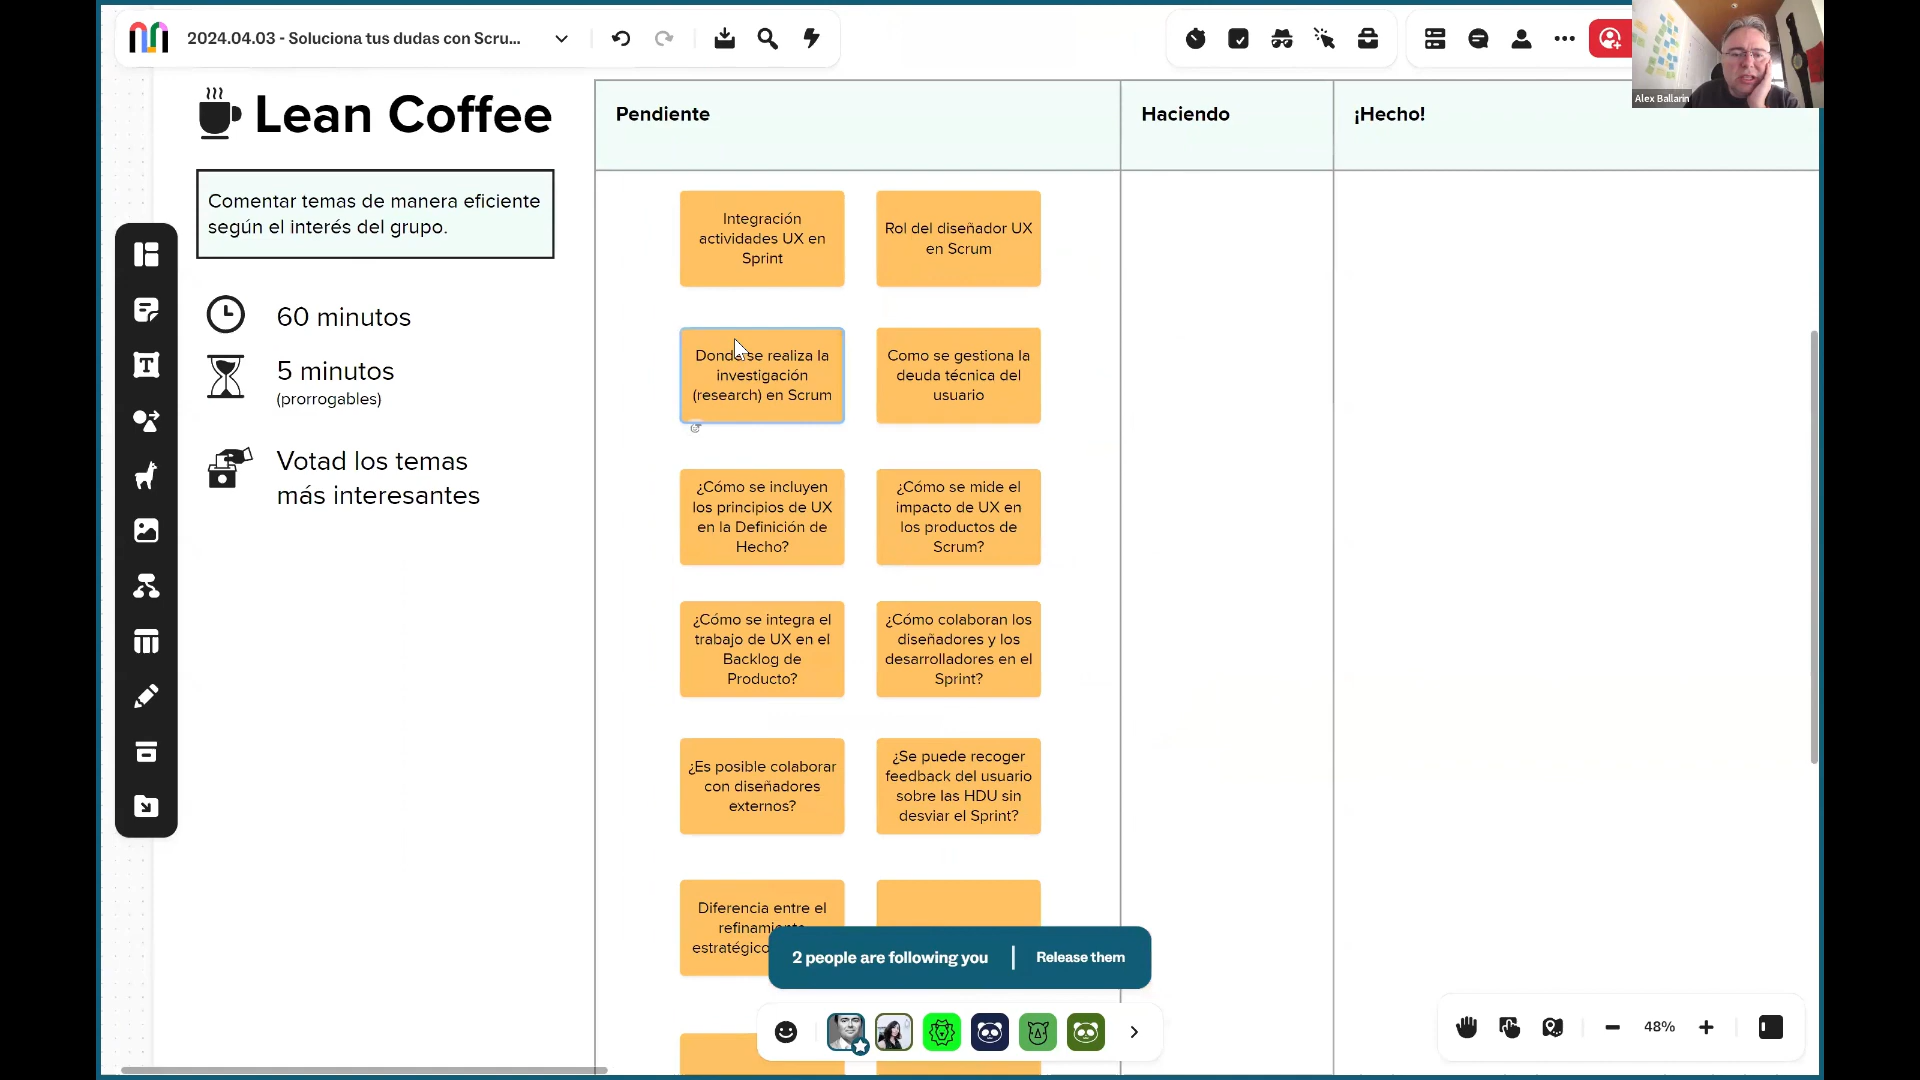 2024.04.03 - Soluciona tus dudas con Scru...
Alex Ballarin
Lean Coffee
Comentar temas de manera eficiente
según el interés del grupo.
60 minutos
5 minutos
(prorrogables)
Votad los temas
más interesantes
Pendiente
Haciendo
¡Hecho!
Integración
actividades UX en
Sprint
Rol del diseñador UX
en Scrum
Donde se realiza la
investigación
(research) en Scrum
Como se gestiona la
deuda técnica del
usuario
¿Cómo se incluyen
los principios de UX
en la Definición de
Hecho?
¿Cómo se mide el
impacto de UX en
los productos de
Scrum?
¿Cómo se integra el
trabajo de UX en el
Backlog de
Producto?
¿Cómo colaboran los
diseñadores y los
desarrolladores en el
Sprint?
¿Es posible colaborar
con diseñadores
externos?
¿Se puede recoger
feedback del usuario
sobre las HDU sin
desviar el Sprint?
Diferencia entre el
refinamiento
estratégico
2 people are following you
Release them
48%